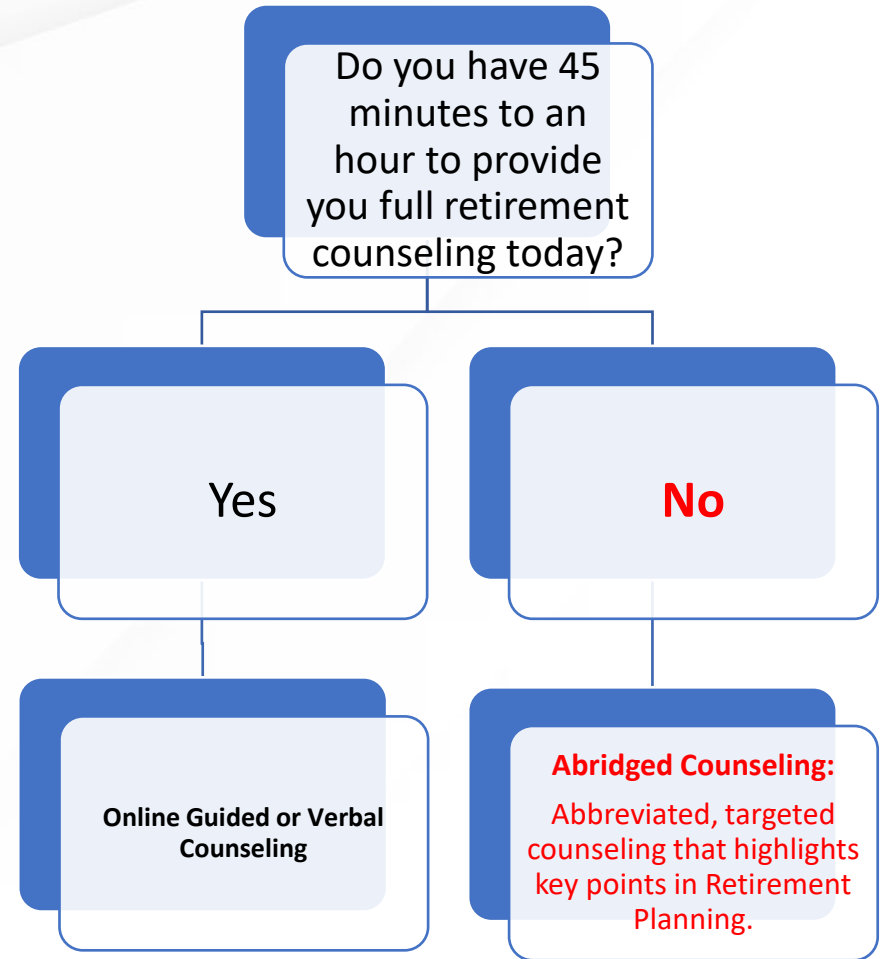 Do you have 45
minutes to an
hour to provide
you full retirement
counseling today?
Yes
No
Online Guided or Verbal
Counseling
Abridged Counseling:
Abbreviated, targeted
counseling that highlights
key points in Retirement
Planning.